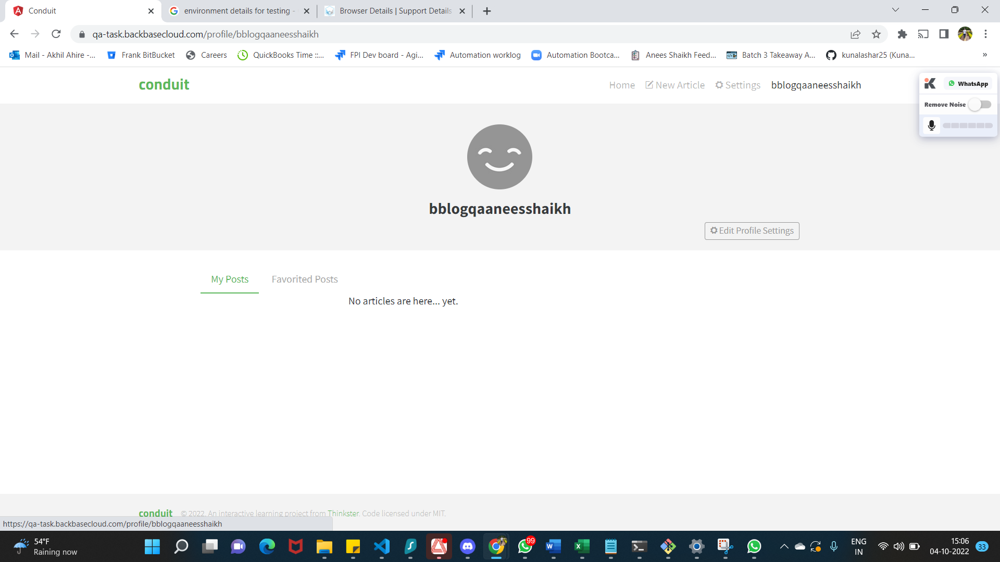 Conduit
environment details for testing -
Browser Details | Support Details
qa-task.backbasecloud.com/profile/bblogqaaneesshaikh
Mail - Akhil Ahire -...
Frank BitBucket
Careers
QuickBooks Time ::...
FPI Dev board - Agi...
Automation worklog
Automation Bootca...
Anees Shaikh Feed...
Batch 3 Takeaway A...
kunalashar25 (Kuna...
»
conduit
Home
New Article
Settings
bblogqaaneesshaikh
WhatsApp
Remove Noise
bblogqaaneesshaikh
Edit Profile Settings
My Posts
Favorited Posts
No articles are here... yet.
conduit
© 2022. An interactive learning project from Thinkster. Code licensed under MIT.
https://qa-task.backbasecloud.com/profile/bblogqaaneesshaikh
54°F
Raining now
99
ENG
IN
15:06
04-10-2022
33